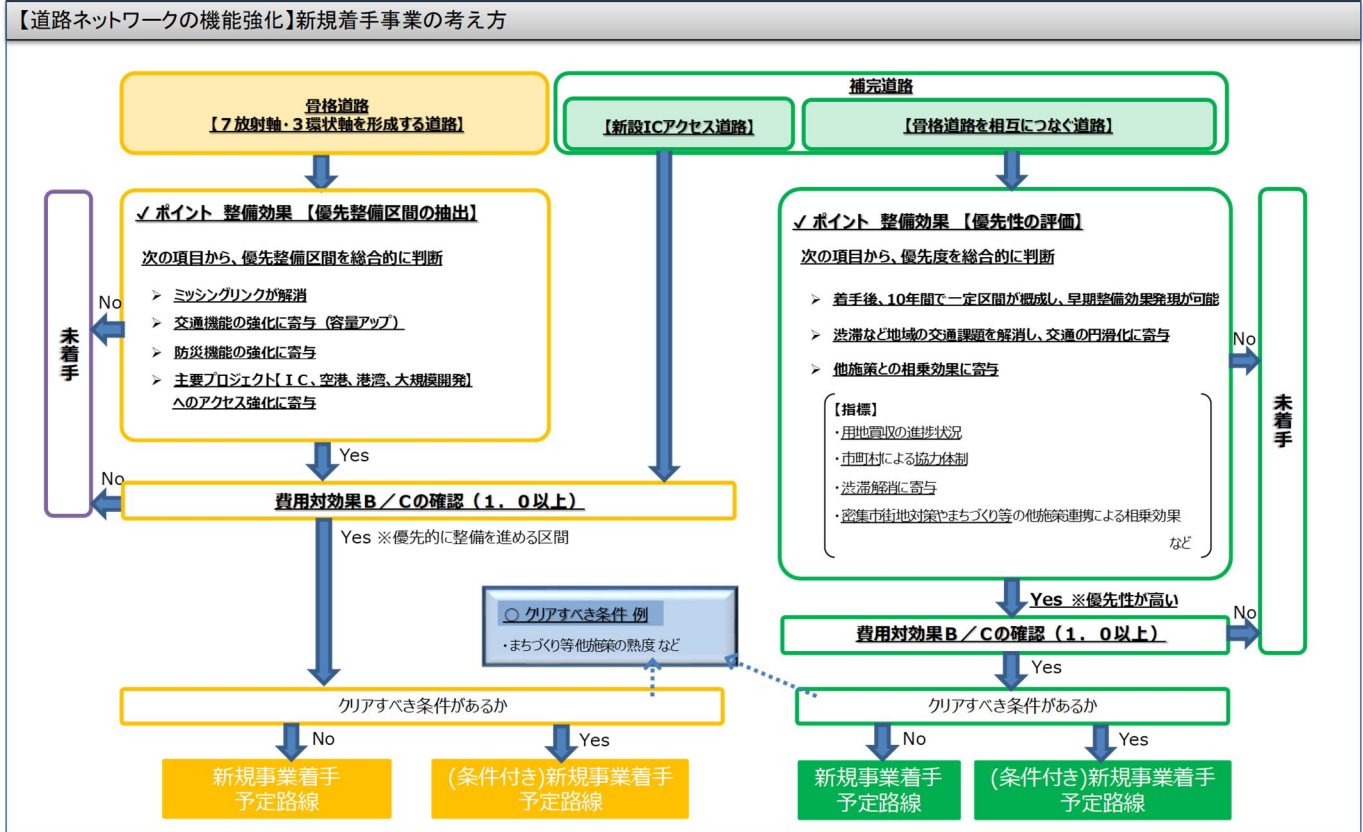 【道路ネットワークの機能強化】新規着手事業の考え方
骨格道路
【７放射軸・３環状軸を形成する道路】
補完道路
【新設ICアクセス道路】
【骨格道路を相互につなぐ道路】
✓ ポイント 整備効果 【優先整備区間の抽出】
次の項目から、優先整備区間を総合的に判断
➢ ミッシングリンクが解消
➢ 交通機能の強化に寄与（容量アップ）
➢ 防災機能の強化に寄与
➢ 主要プロジェクト【ＩＣ、空港、港湾、大規模開発】
へのアクセス強化に寄与
No
未着手
Yes
No
費用対効果Ｂ／Ｃの確認（１．０以上）
Yes ※優先的に整備を進める区間
✓ ポイント 整備効果 【優先性の評価】
次の項目から、優先度を総合的に判断
➢ 着手後、10年間で一定区間が概成し、早期整備効果発現が可能
➢ 渋滞など地域の交通課題を解消し、交通の円滑化に寄与
➢ 他施策との相乗効果に寄与
【指標】
・用地買収の進捗状況
・市町村による協力体制
・渋滞解消に寄与
・密集市街地対策やまちづくり等の他施策連携による相乗効果
など
No
未着手
Yes ※優先性が高い
No
費用対効果Ｂ／Ｃの確認（１．０以上）
Yes
○ クリアすべき条件 例
・まちづくり等他施策の熟度 など
クリアすべき条件があるか
No
Yes
新規事業着手
予定路線
(条件付き)新規事業着手
予定路線
クリアすべき条件があるか
No
Yes
新規事業着手
予定路線
(条件付き)新規事業着手
予定路線